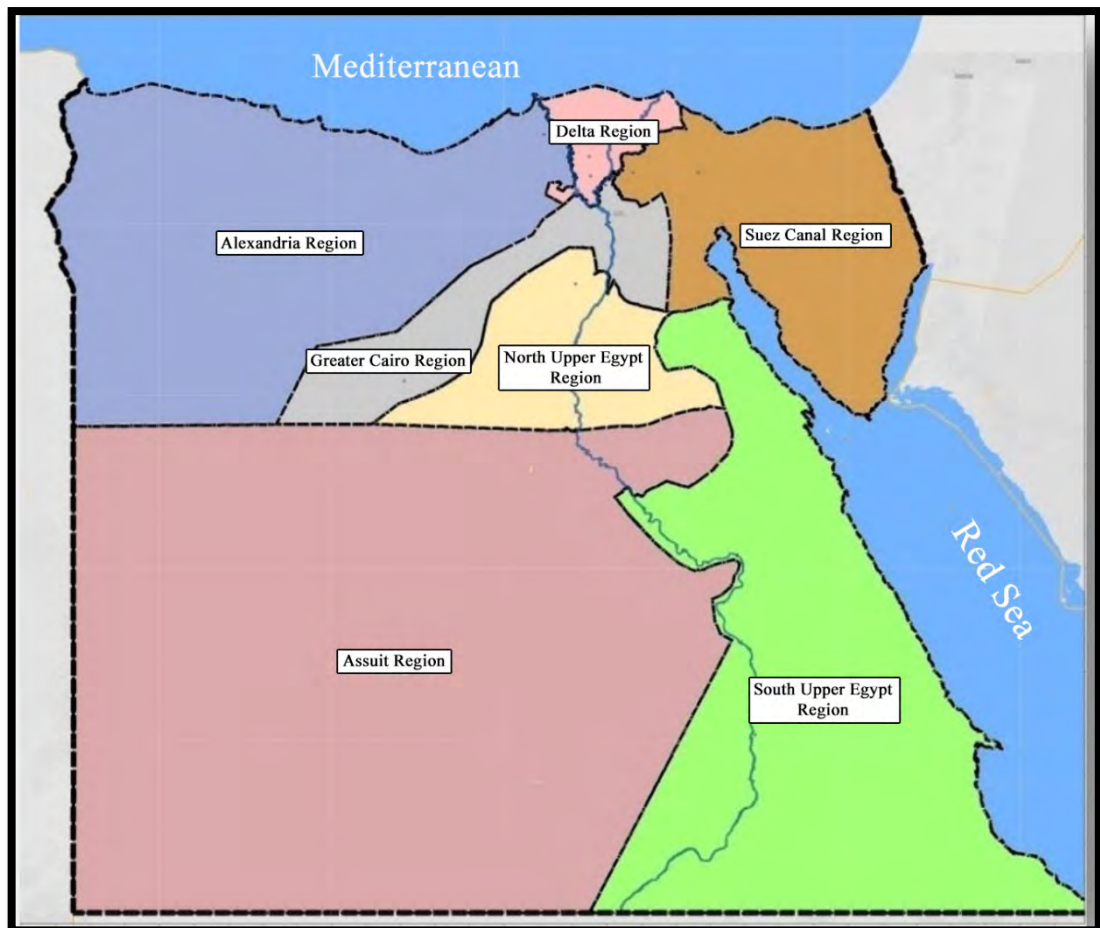 Mediterranean
Delta Region
Alexandria Region
Suez Canal Region
Greater Cairo Region
North Upper Egypt
Region
Red Sea
Assuit Region
South Upper Egypt
Region